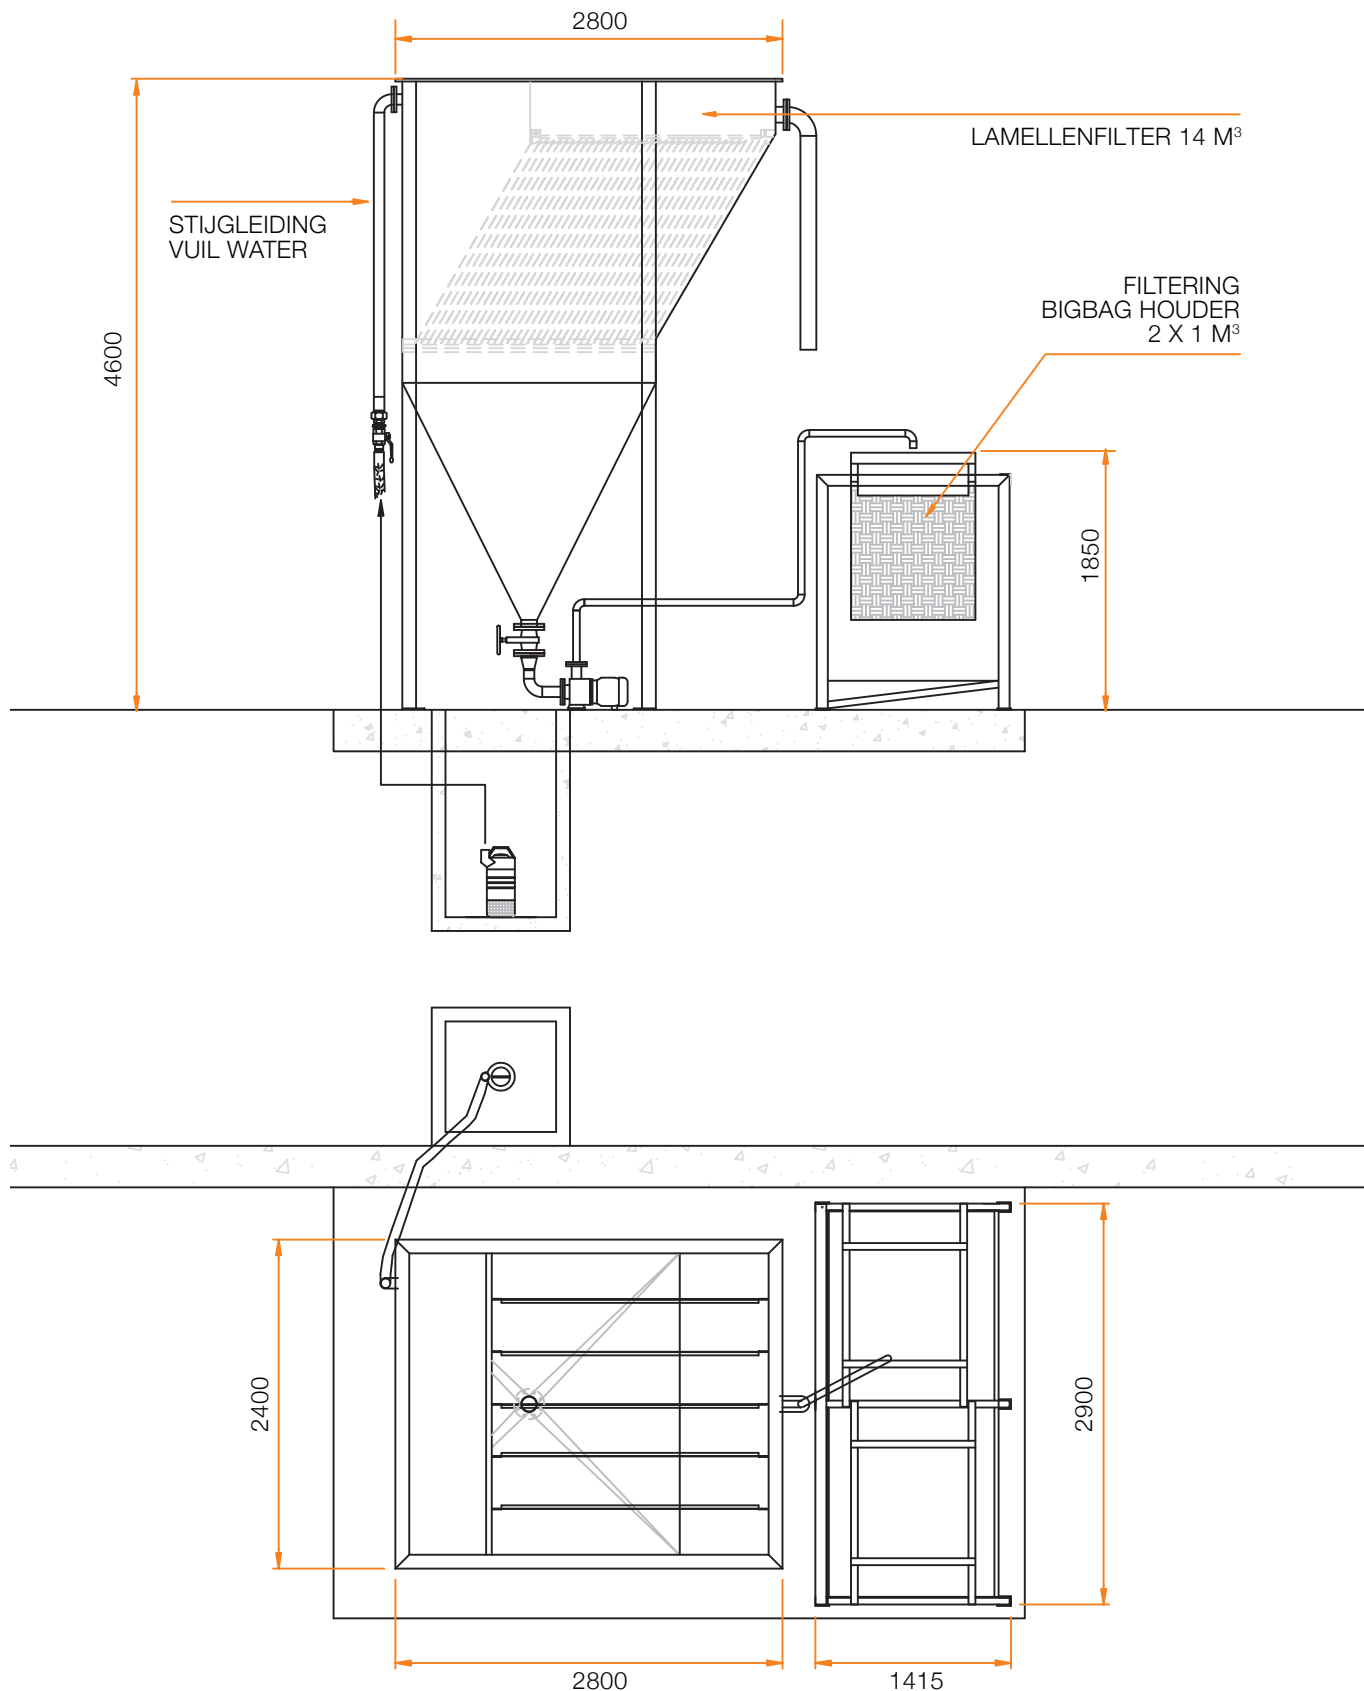 2800
LAMELLENFILTER 14 M³
STIJGLEIDING
VUIL WATER
FILTERING
BIGBAG HOUDER
2 X 1 M³
4600
1850
2400
2900
2800
1415